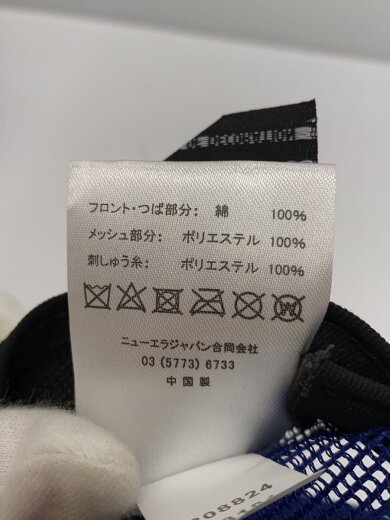 DECORATION
フロント・つば部分： 綿 100%
メッシュ部分： ポリエステル 100%
刺しゅう糸： ポリエステル 100%
ニューエラジャパン合同会社
03 (5773) 6733
中国製
08824